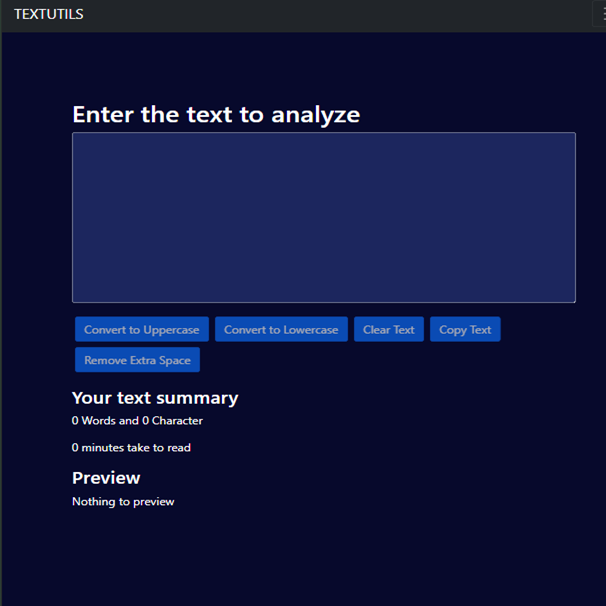 TEXTUTILS
Enter the text to analyze
Convert to Uppercase Convert to Lowercase Clear Text Copy Text
Remove Extra Space
Your text summary
0 Words and 0 Character
0 minutes take to read
Preview
Nothing to preview